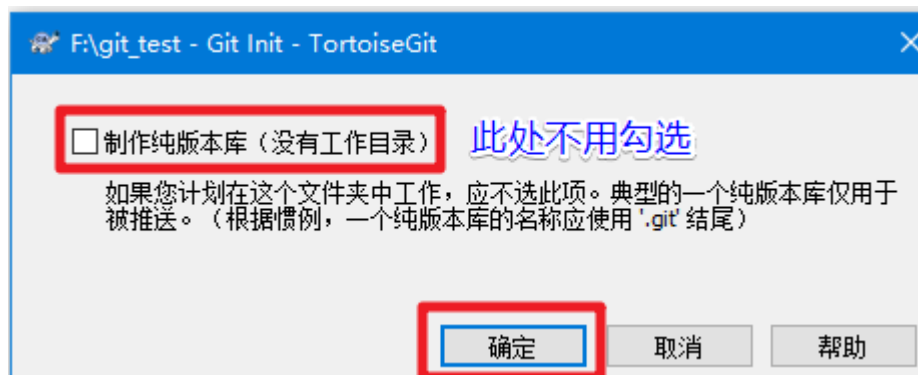 F:\git_test - Git Init - TortoiseGit
制作纯版本库（没有工作目录）
此处不用勾选
如果您计划在这个文件夹中工作，应不选此项。典型的一个纯版本库仅用于
被推送。（根据惯例，一个纯版本库的名称应使用 '.git' 结尾）
确定
取消
帮助